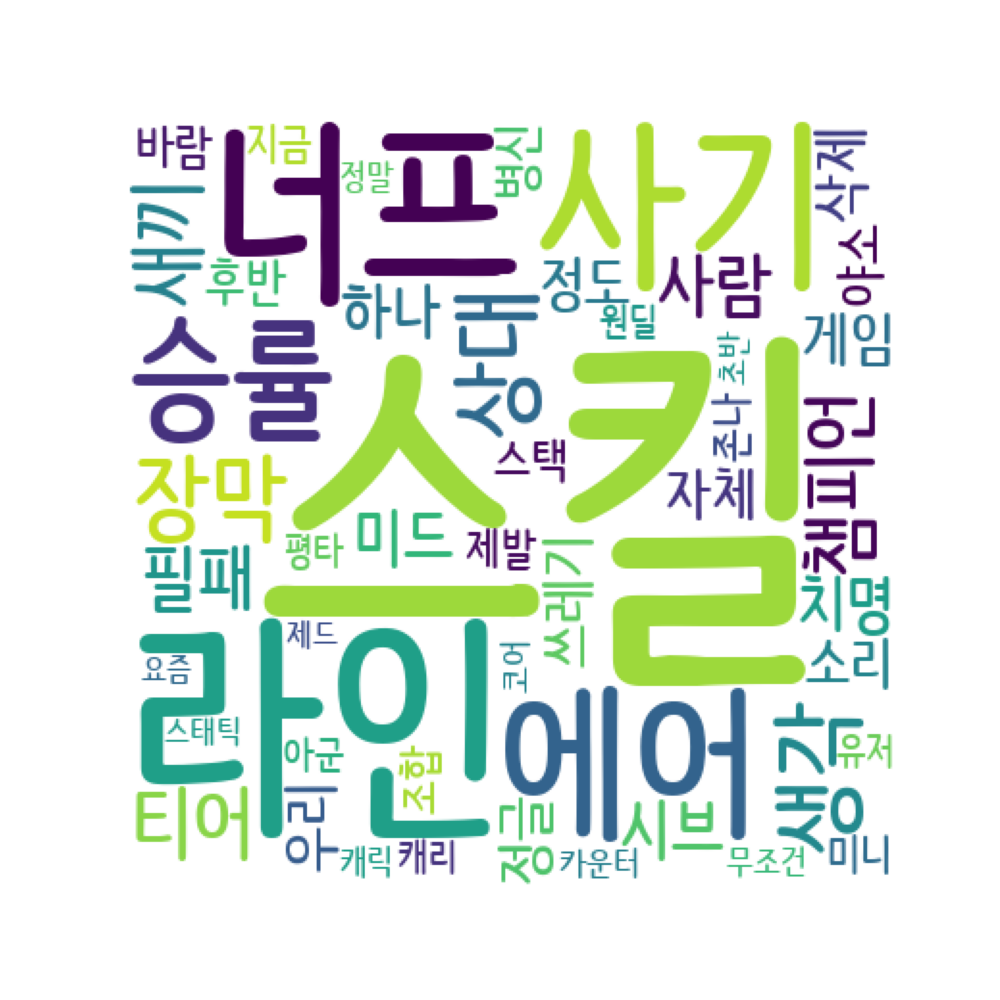 바람
지금
너프
병신
사기
삭제
정말
새끼
후반
하나
상대
정도
사람
야소
원딜
게임
승률
스킬
초반
존나
챔피언
장막
스택
자체
필패
평타
미드
제발
쓰레기
치명
라인
제드
코어
에어
소리
요즘
스태틱
아군
조합
생각
유저
티어
우리
캐릭
캐리
정글
카운터
시브
무조건
미니